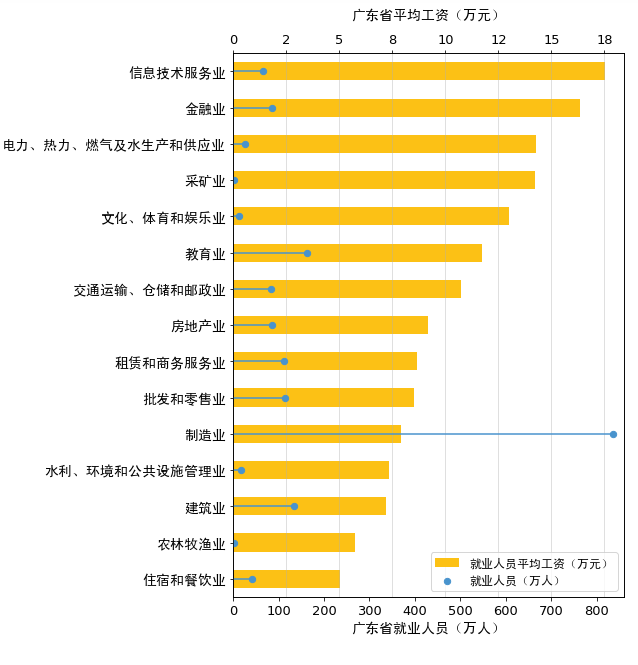 广东省平均工资（万元）
0 2 5 8 10 12 15 18
信息技术服务业
金融业
电力、热力、燃气及水生产和供应业
采矿业
文化、体育和娱乐业
教育业
交通运输、仓储和邮政业
房地产业
租赁和商务服务业
批发和零售业
制造业
水利、环境和公共设施管理业
建筑业
农林牧渔业
住宿和餐饮业
就业人员平均工资（万元）
就业人员（万人）
0 100 200 300 400 500 600 700 800
广东省就业人员（万人）